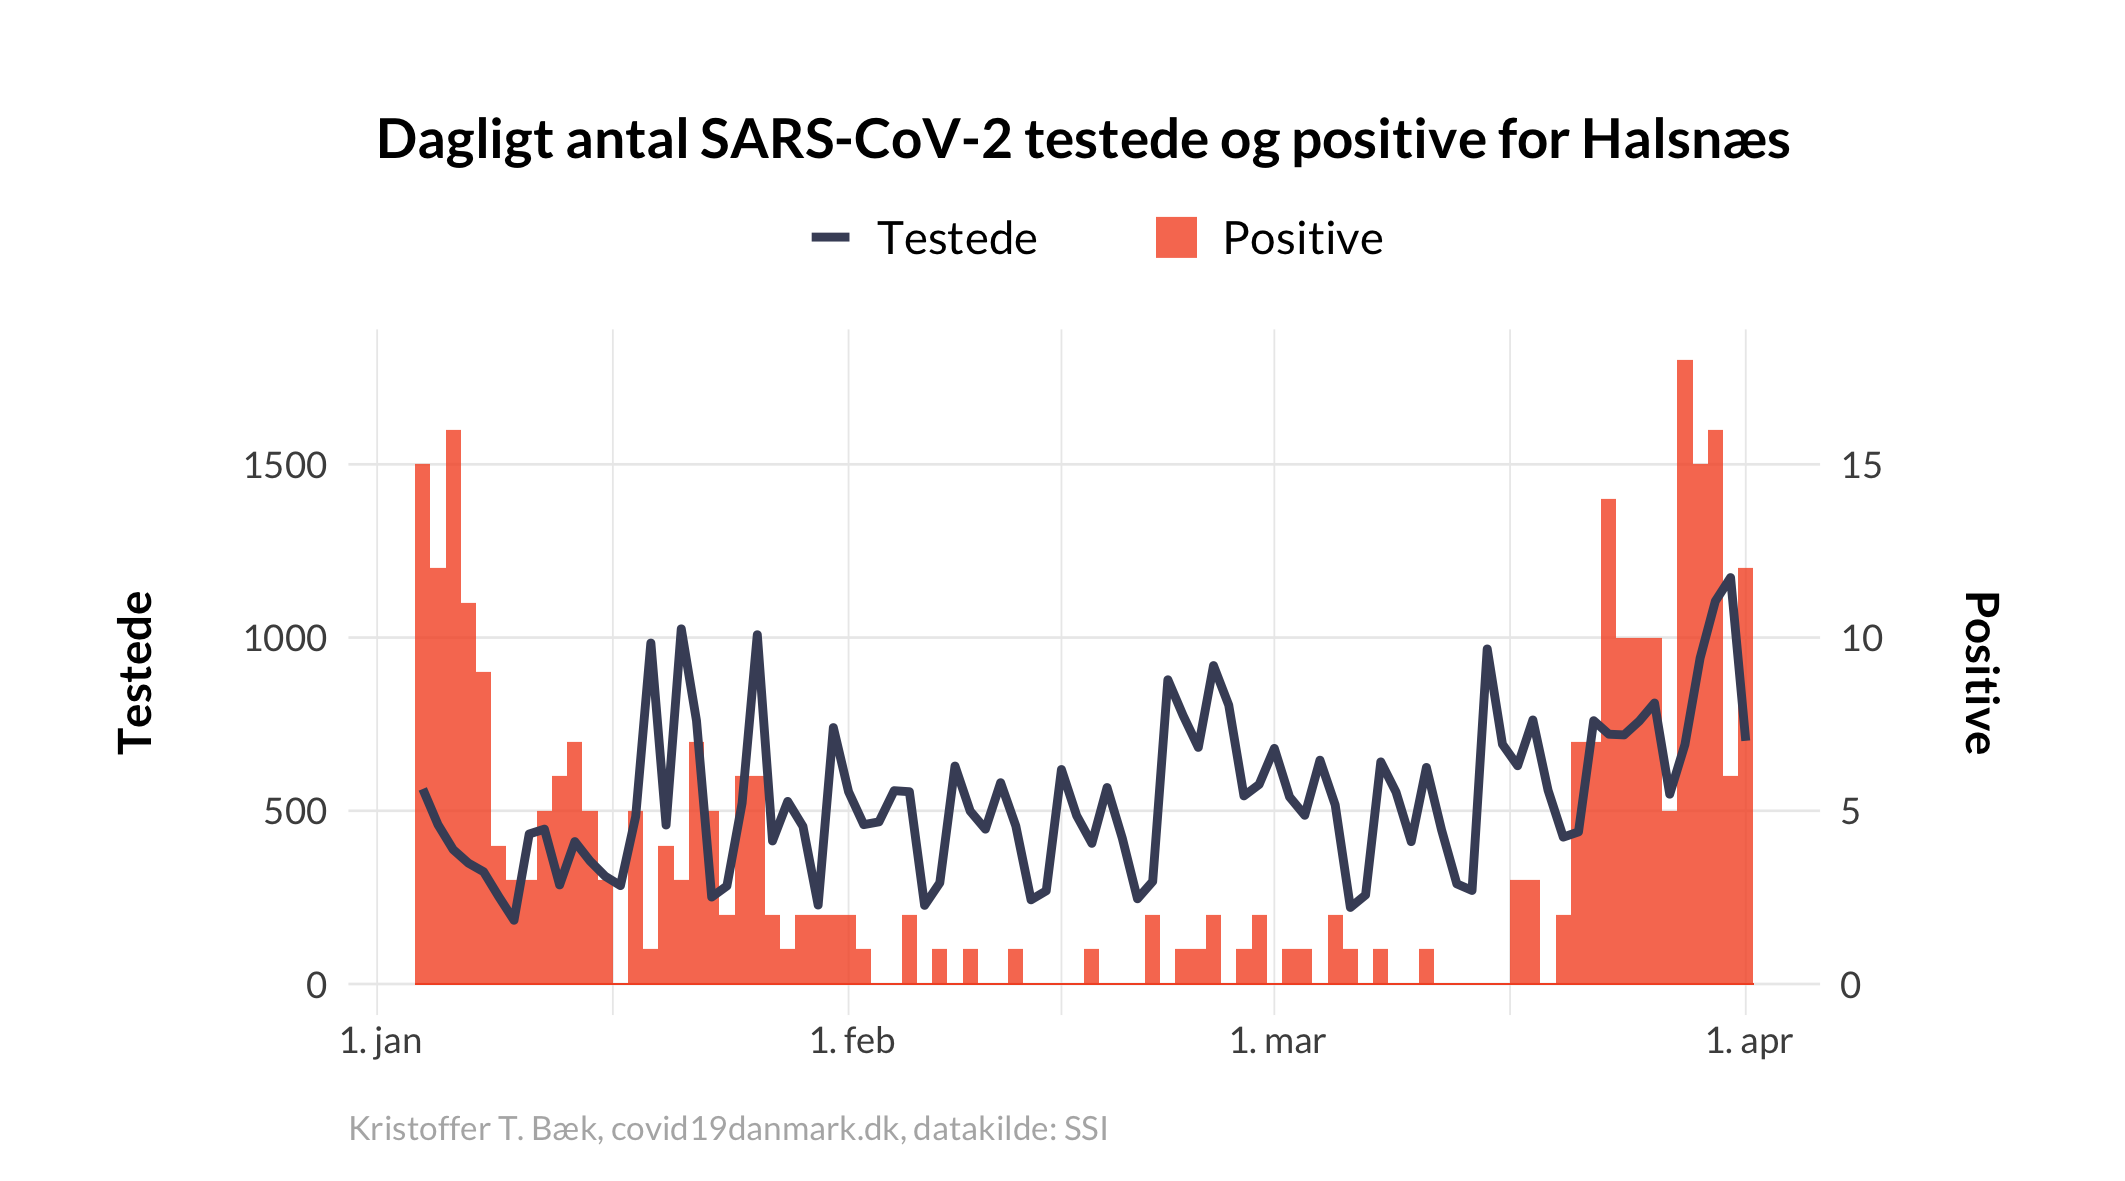 Dagligt antal SARS-CoV-2 testede og positive for Halsnæs
Testede
Positive
Testede
1500
1000
500
0
15
10
5
0
Positive
1. jan
1. feb
1. mar
1. apr
Kristoffer T. Bæk, covid19danmark.dk, datakilde: SSI